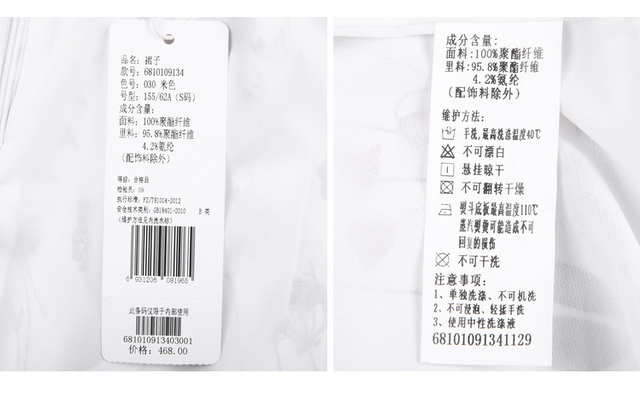 品名: 裙子
款号: 6810109134
色号: 030 米色
号型: 155/62A (S码)
成分含量:
面料: 100%聚酯纤维
里料: 95.8%聚酯纤维
4.2%氨纶
(配饰料除外)
等级: 合格品
检验员: 09
执行标准: FZ/T81004-2012
安全技术类别: GB18401-2010 B 类
(维护方法见内洗水标)
6 931206 081965
此条码仅限于内部使用
681010913403001
价格: 468.00
成分含量:
面料:100%聚酯纤维
里料:95.8%聚酯纤维
4.2%氨纶
(配饰料除外)
维护方法:
手洗,最高洗涤温度40℃
不可漂白
悬挂晾干
不可翻转干燥
熨斗底板最高温度110℃
蒸汽熨烫可能造成不可
回复的损伤
不可干洗
注意事项:
1、单独洗涤、不可机洗
2、不可浸泡、轻揉手洗
3、使用中性洗涤液
68101091341129